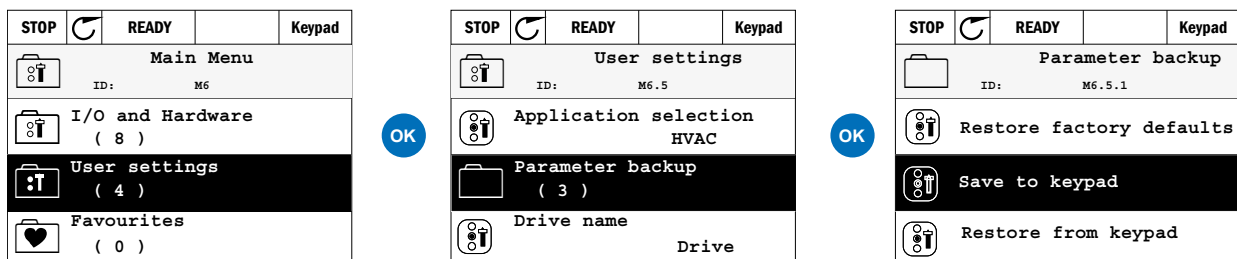 STOP READY Keypad
Main Menu
ID: M6
I/O and Hardware
( 8 )
User settings
( 4 )
Favourites
( 0 )
OK
STOP READY Keypad
User settings
ID: M6.5
Application selection
HVAC
Parameter backup
( 3 )
Drive name
Drive
OK
STOP READY Keypad
Parameter backup
ID: M6.5.1
Restore factory defaults
Save to keypad
Restore from keypad